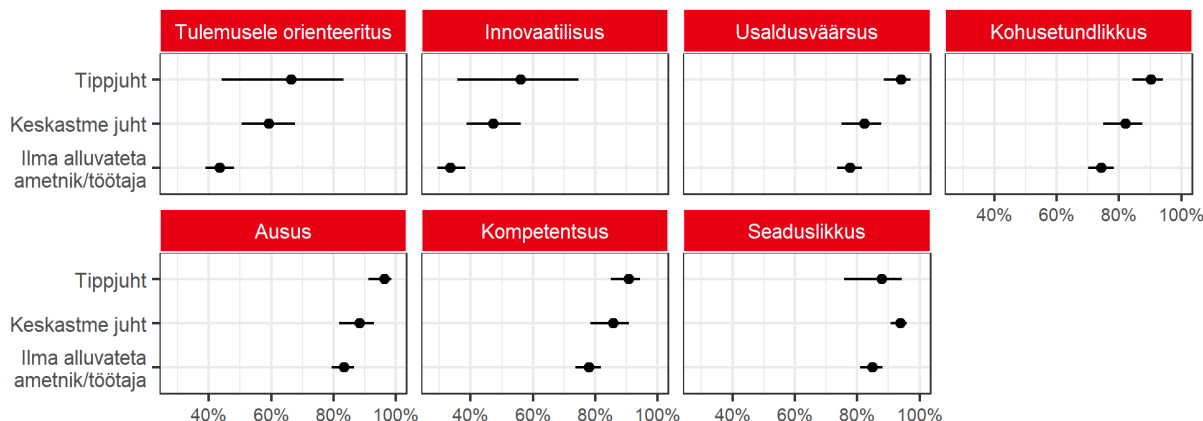 Tulemusele orienteeritus
Innovaatilisus
Usaldusväärsus
Kohusetundlikkus
Tippjuht
Keskastme juht
Ilma alluvateta
ametnik/töötaja
40% 60% 80% 100%
Ausus
Kompetentsus
Seaduslikkus
Tippjuht
Keskastme juht
Ilma alluvateta
ametnik/töötaja
40% 60% 80% 100%
40% 60% 80% 100%
40% 60% 80% 100%